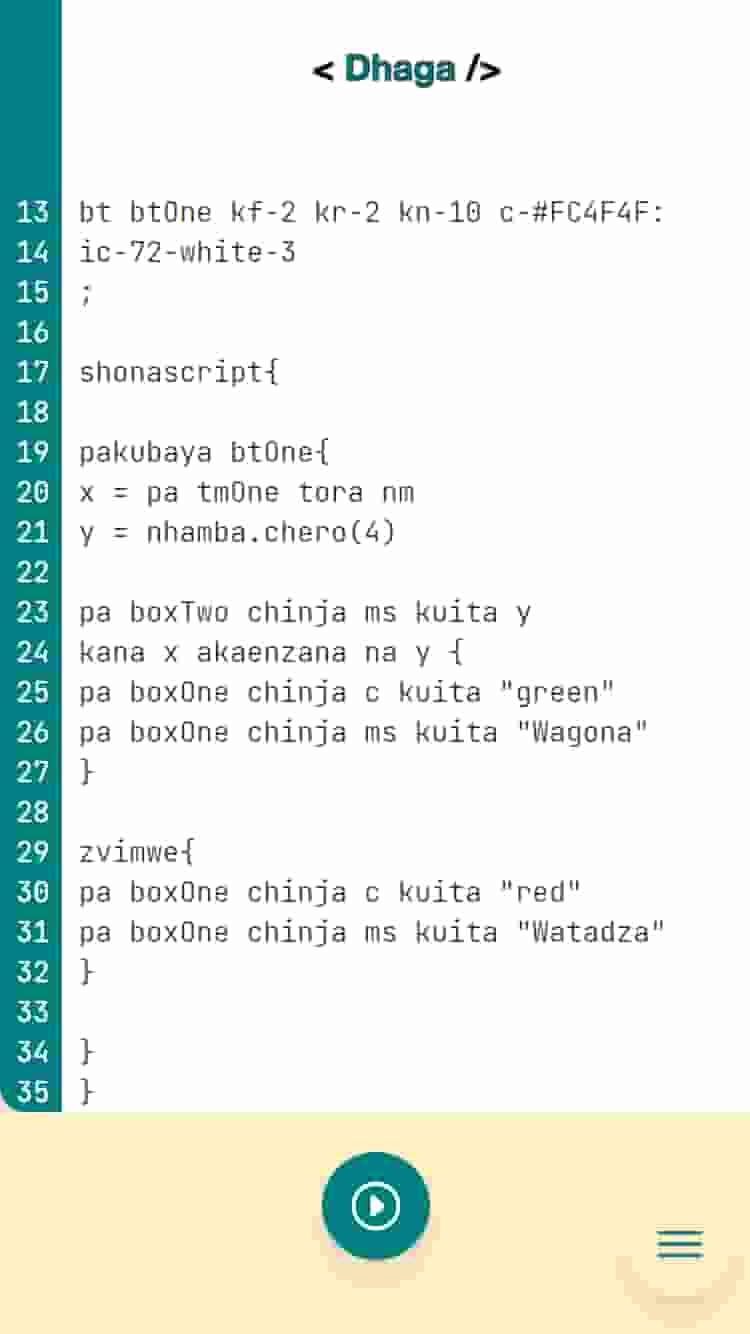 < Dhaga />
13 bt btOne kf-2 kr-2 kn-10 c-#FC4F4F:
14 ic-72-white-3
15 ;
16
17 shonascript{
18
19 pakubaya btOne{
20 x = pa tmOne tora nm
21 y = nhamba.chero(4)
22
23 pa boxTwo chinja ms kuita y
24 kana x akaenzana na y {
25 pa boxOne chinja c kuita "green"
26 pa boxOne chinja ms kuita "Wagona"
27 }
28
29 zvimwe{
30 pa boxOne chinja c kuita "red"
31 pa boxOne chinja ms kuita "Watadza"
32 }
33
34 }
35 }